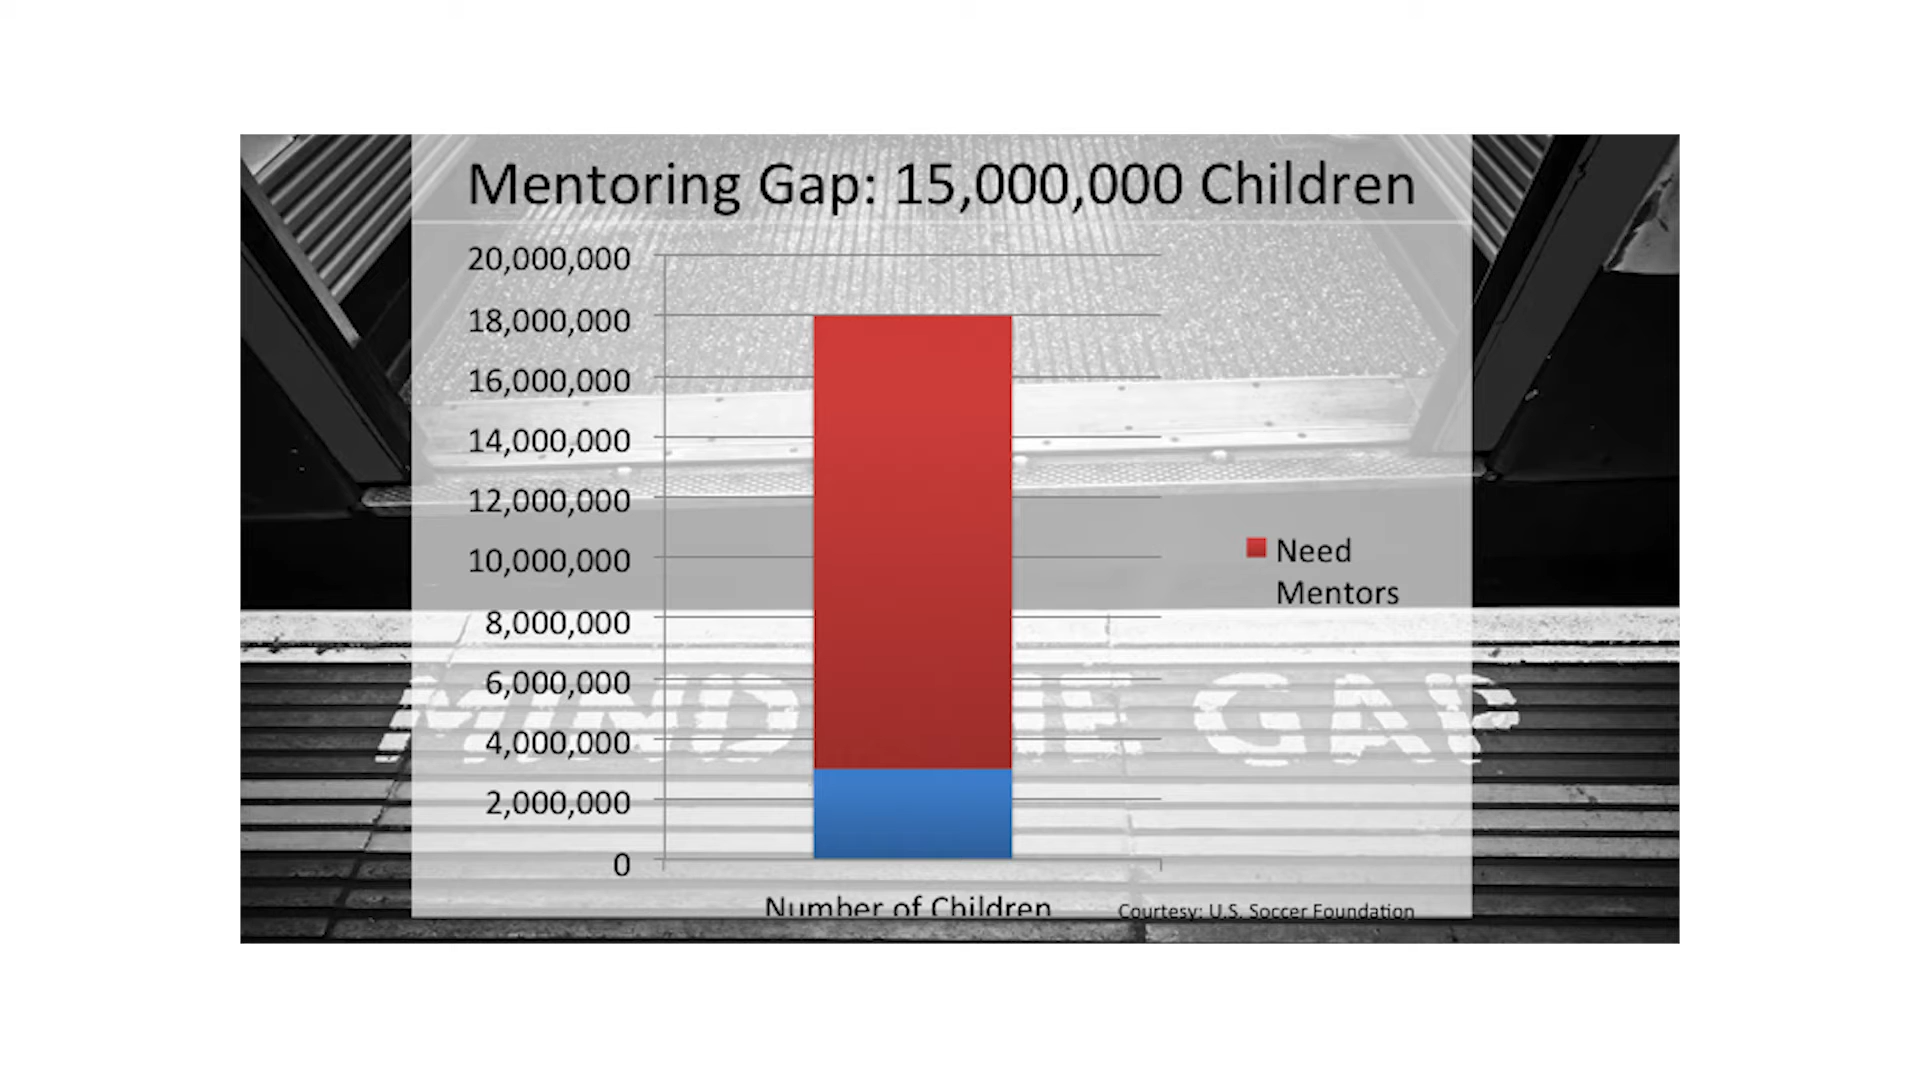 Mentoring Gap: 15,000,000 Children
20,000,000
18,000,000
16,000,000
14,000,000
12,000,000
10,000,000
8,000,000
6,000,000
4,000,000
2,000,000
0
Need
Mentors
MIND GAP
Number of Children
Courtesy: U.S. Soccer Foundation